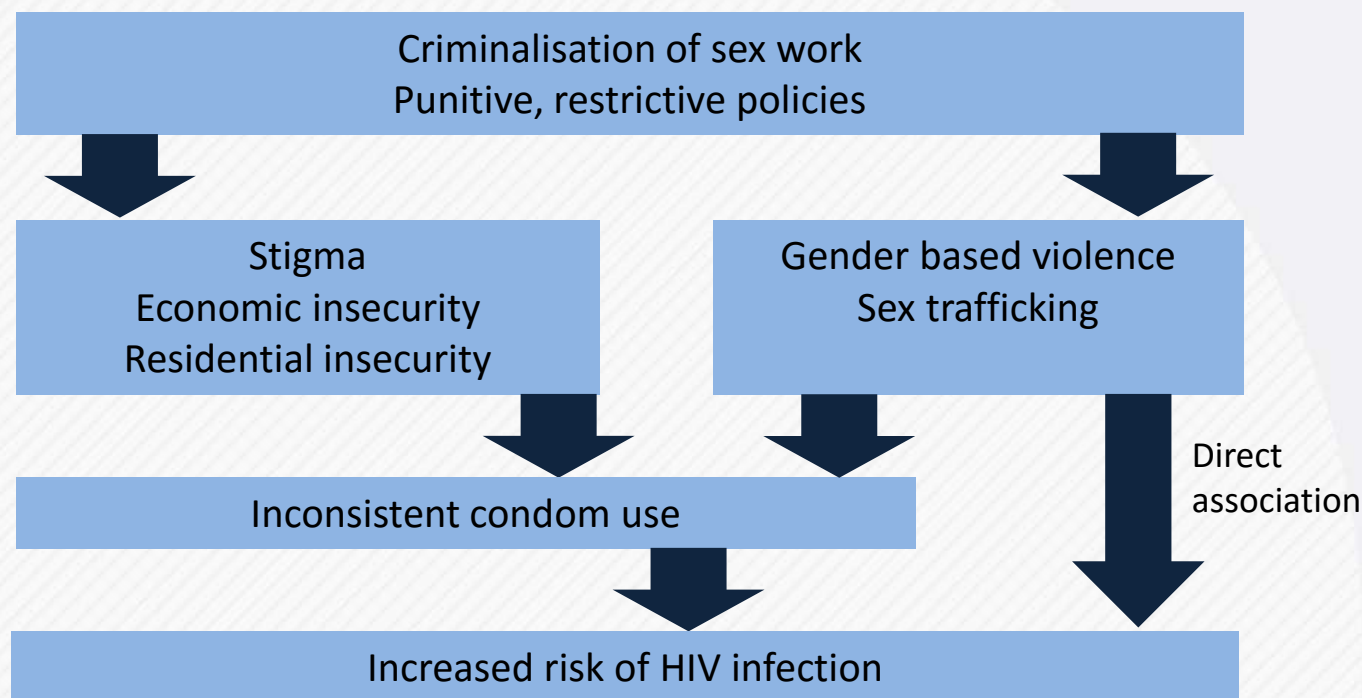 Criminalisation of sex work
Punitive, restrictive policies
Stigma
Economic insecurity
Residential insecurity
Gender based violence
Sex trafficking
Direct
association
Inconsistent condom use
Increased risk of HIV infection